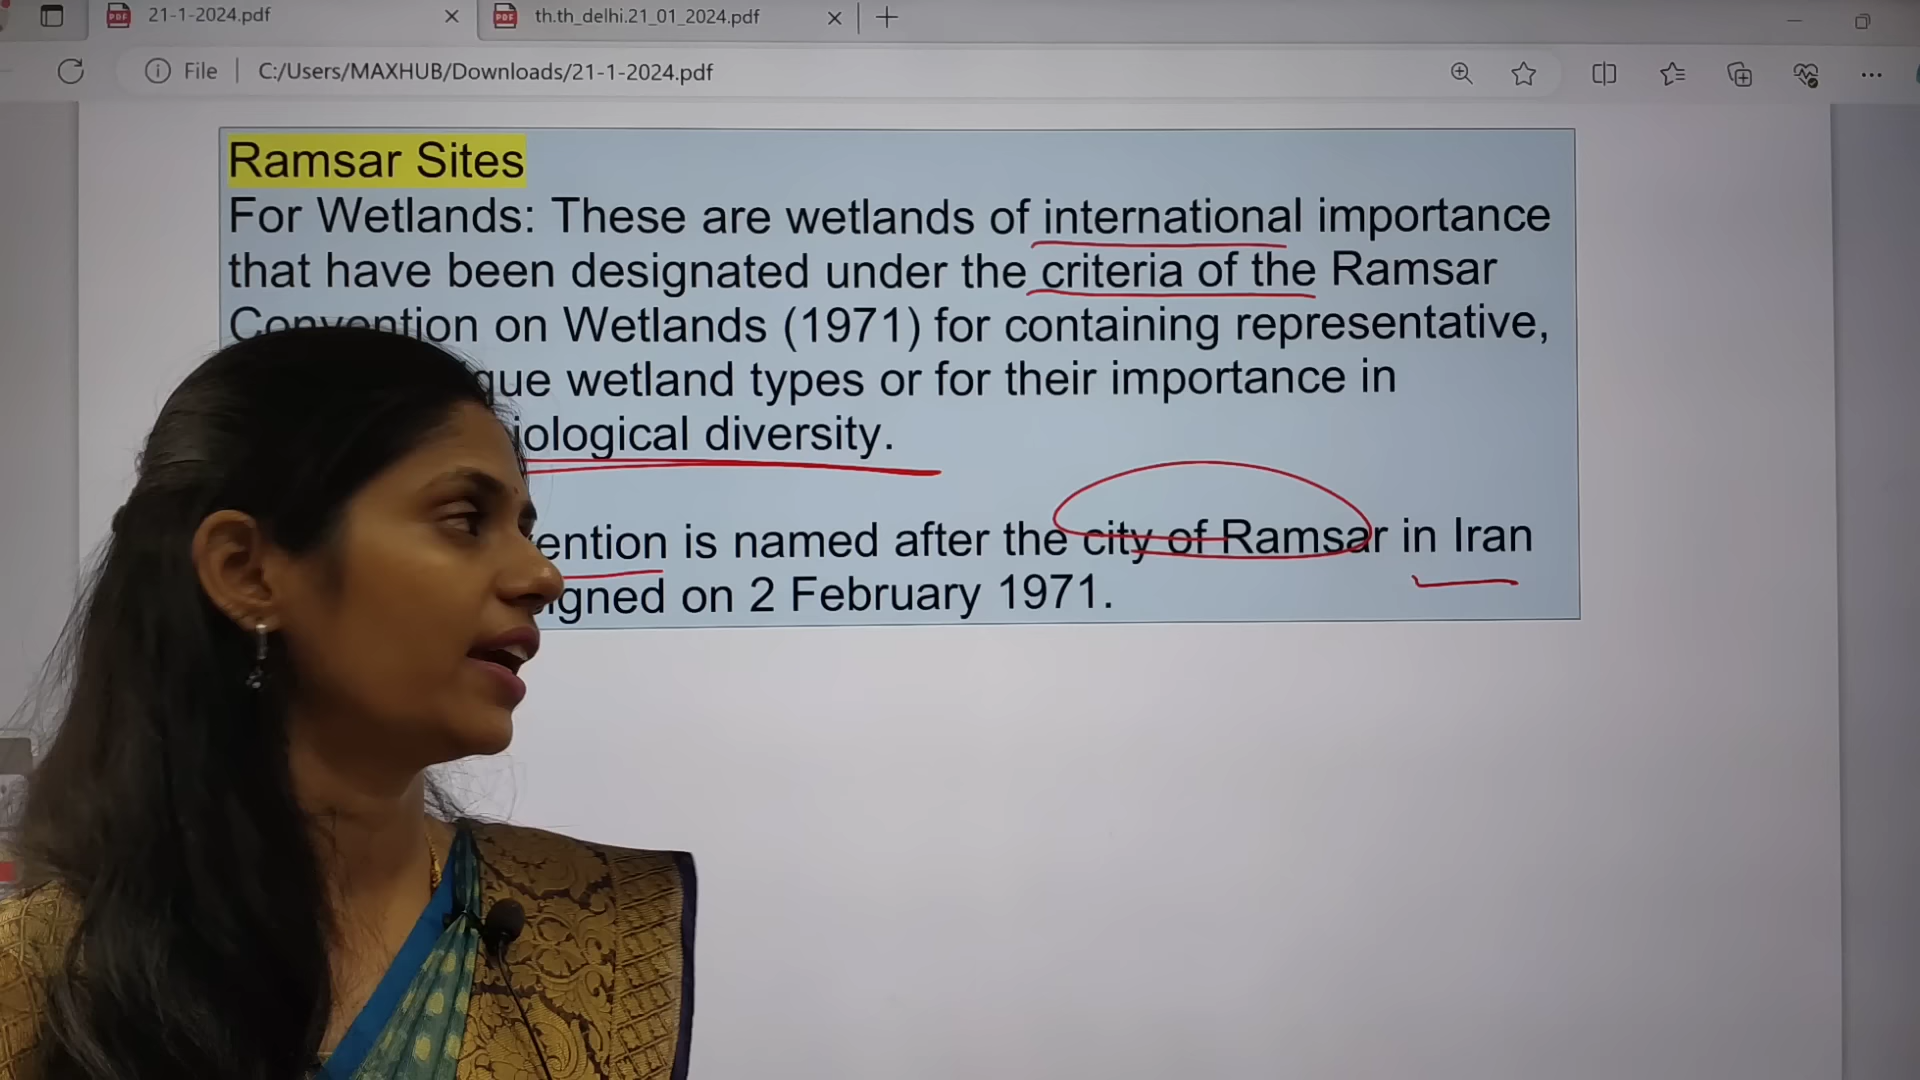 21-1-2024.pdf
th.th_delhi.21_01_2024.pdf
File
C:/Users/MAXHUB/Downloads/21-1-2024.pdf
Ramsar Sites
For Wetlands: These are wetlands of international importance
that have been designated under the criteria of the Ramsar
Convention on Wetlands (1971) for containing representative,
wetland types or for their importance in
diversity.
is named after the city of Ramsar in Iran
on 2 February 1971.